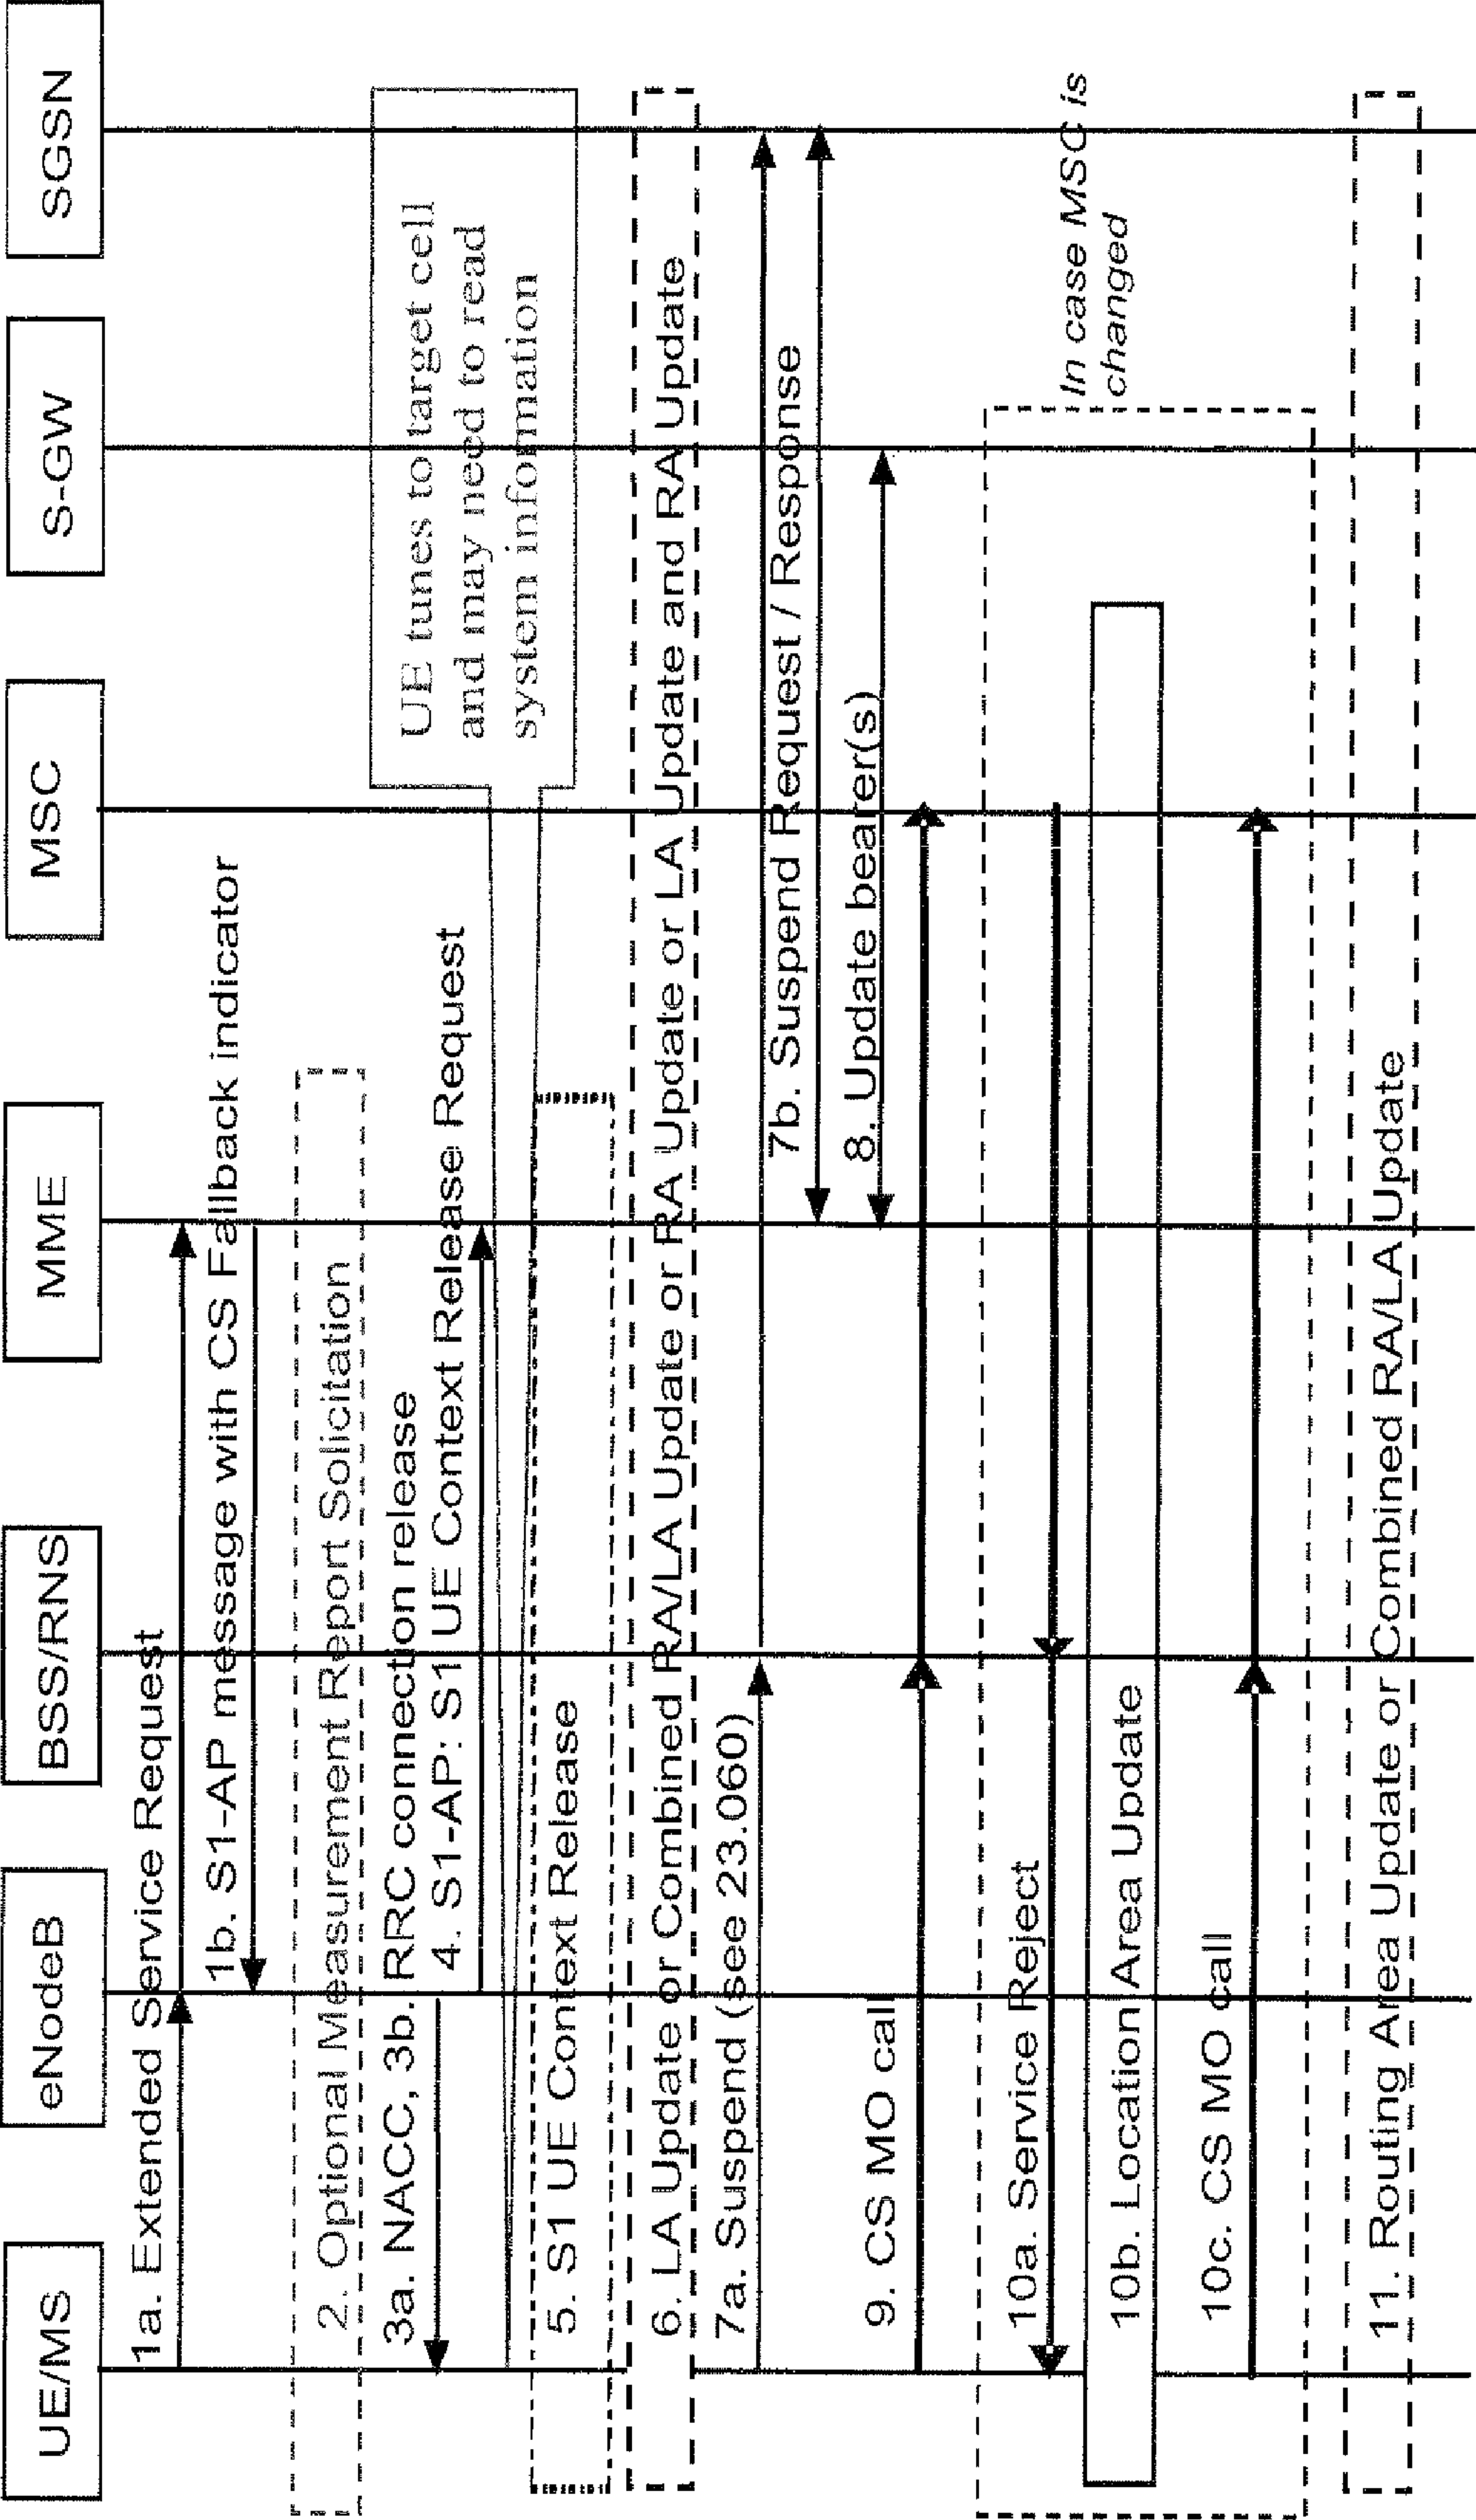 UE/MS
eNodeB
BSS/RNS
MME
MSC
S-GW
SGSN
1a. Extended Service Request
1b. S1-AP message with CS Fallback indicator
2. Optional Measurement Report Solicitation
3a. NACC, 3b. RRC connection release
4. S1-AP: S1 UE Context Release Request
UE tunes to target cell
and may need to read
system information
5. S1 UE Context Release
6. LA Update or Combined RA/LA Update or RA Update or LA Update and RA Update
7a. Suspend (see 23.060)
7b. Suspend Request / Response
8. Update bearer(s)
9. CS MO call
In case MSC is
changed
10a. Service Reject
10b. Location Area Update
10c. CS MO call
11. Routing Area Update or Combined RA/LA Update